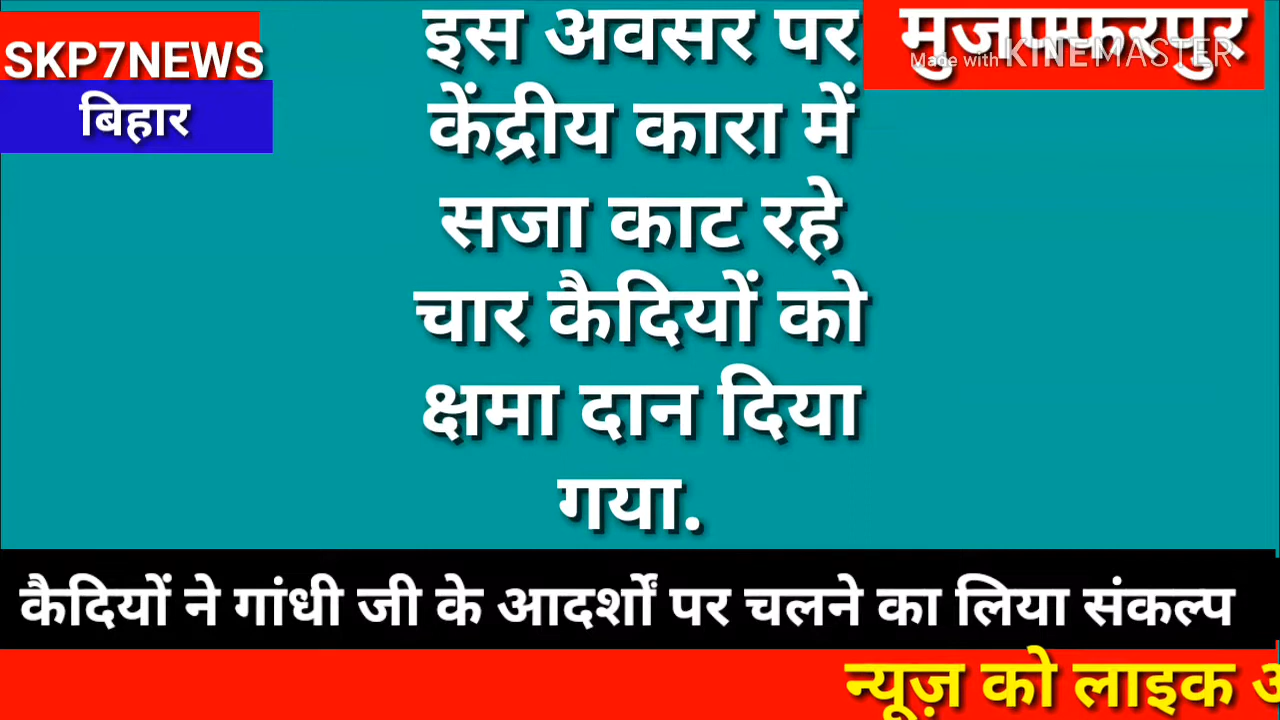 SKP7NEWS
बिहार
इस अवसर पर
केंद्रीय कारा में
सजा काट रहे
चार कैदियों को
क्षमा दान दिया
गया.
मुजफ्फरपुर
Made with KINEMASTER
कैदियों ने गांधी जी के आदर्शों पर चलने का लिया संकल्प
न्यूज़ को लाइक